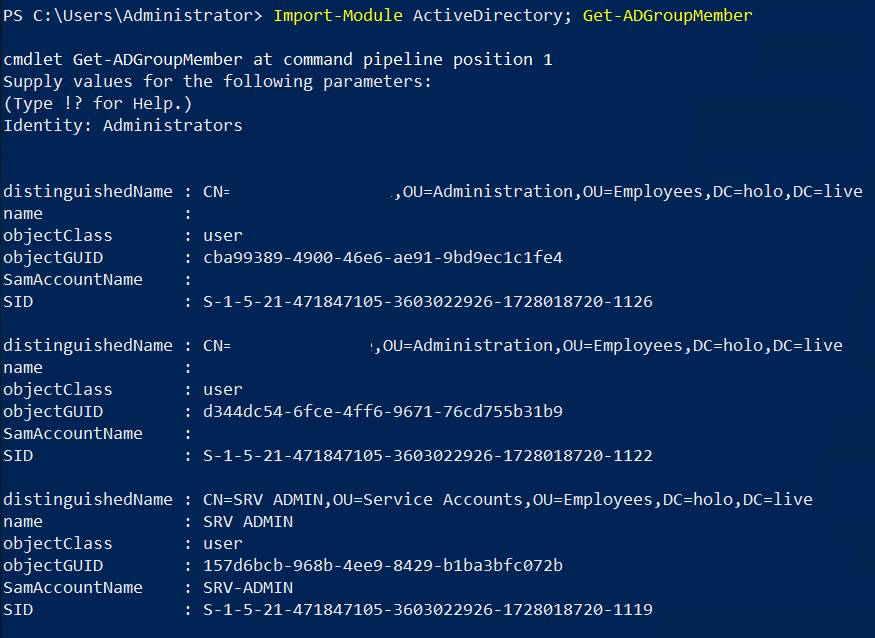 PS C:\Users\Administrator> Import-Module ActiveDirectory; Get-ADGroupMember
cmdlet Get-ADGroupMember at command pipeline position 1
Supply values for the following parameters:
(Type !? for Help.)
Identity: Administrators
distinguishedName : CN= ,OU=Administration,OU=Employees,DC=holo,DC=live
name :
objectClass : user
objectGUID : cba99389-4900-46e6-ae91-9bd9ec1c1fe4
SamAccountName :
SID : S-1-5-21-471847105-3603022926-1728018720-1126
distinguishedName : CN= ,OU=Administration,OU=Employees,DC=holo,DC=live
name :
objectClass : user
objectGUID : d344dc54-6fce-4ff6-9671-76cd755b31b9
SamAccountName :
SID : S-1-5-21-471847105-3603022926-1728018720-1122
distinguishedName : CN=SRV ADMIN,OU=Service Accounts,OU=Employees,DC=holo,DC=live
name : SRV ADMIN
objectClass : user
objectGUID : 157d6bcb-968b-4ee9-8429-b1ba3bfc072b
SamAccountName : SRV-ADMIN
SID : S-1-5-21-471847105-3603022926-1728018720-1119